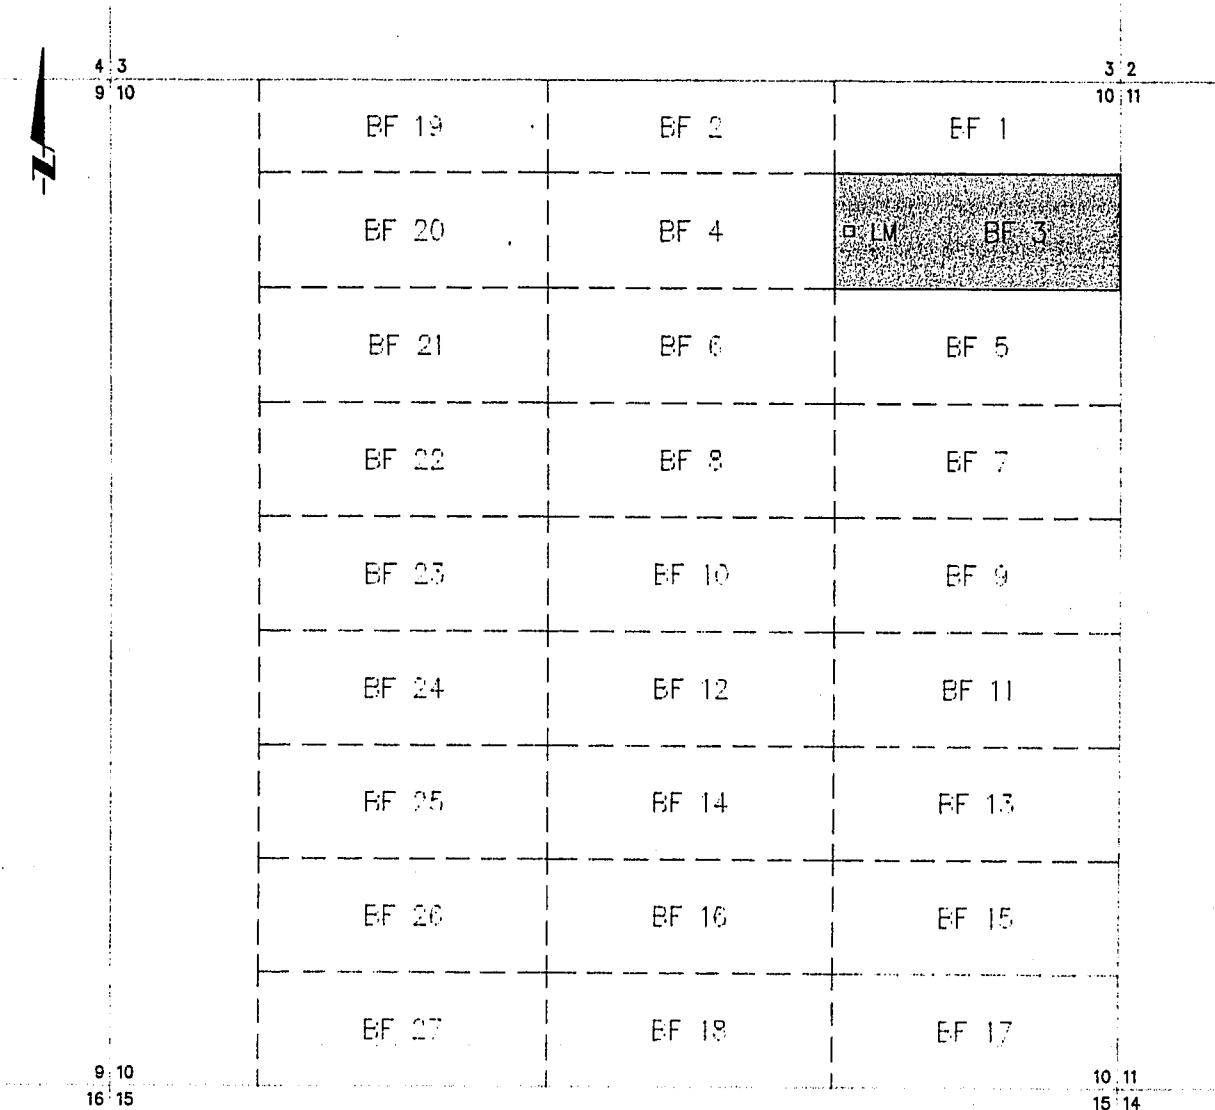 4 3 3 2
9 10 10 11
BF 19 BF 2 BF 1
BF 20 BF 4 LM BF 3
N
BF 21 BF 6 BF 5
BF 22 BF 8 BF 7
BF 23 BF 10 BF 9
BF 24 BF 12 BF 11
BF 25 BF 14 BF 13
BF 26 BF 16 BF 15
BF 27 BF 18 BF 17
9 10 10 11
16 15 15 14